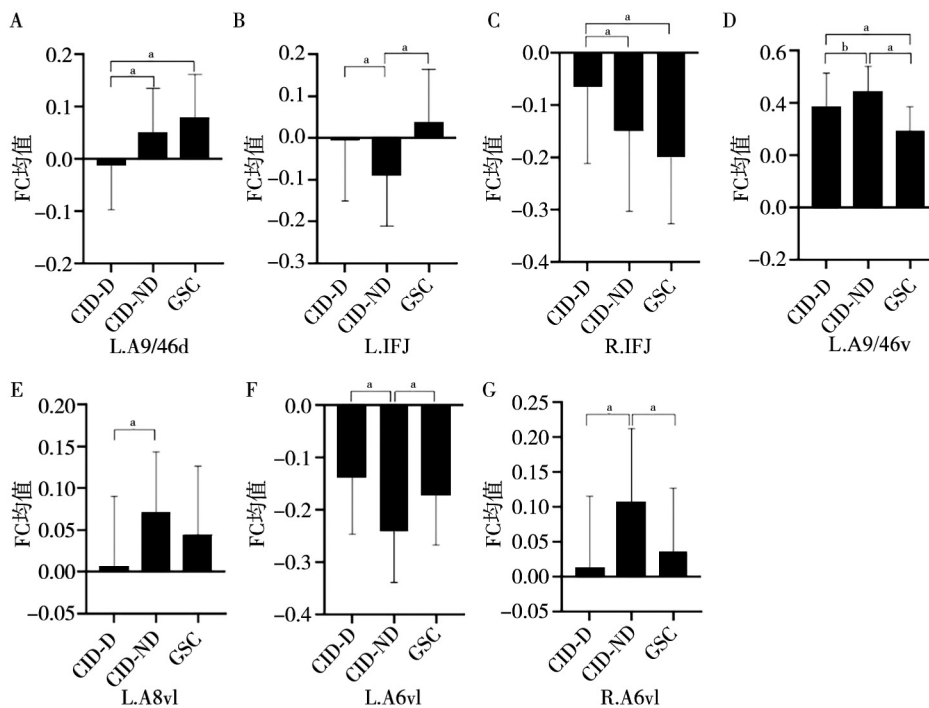 A
a
a
FC均值
0.2
0.1
0.0
−0.1
−0.2
CID-D
CID-ND
GSC
L.A9/46d
B
a
a
FC均值
0.2
0.1
0.0
−0.1
−0.2
−0.3
CID-D
CID-ND
GSC
L.IFJ
C
a
a
FC均值
0.0
−0.1
−0.2
−0.3
−0.4
CID-D
CID-ND
GSC
R.IFJ
D
a
b
a
FC均值
0.6
0.4
0.0
0.0
−0.2
CID-D
CID-ND
GSC
L.A9/46v
E
a
FC均值
0.20
0.15
0.10
0.05
0.00
−0.05
CID-D
CID-ND
GSC
L.A8vl
F
a
a
FC均值
0.0
−0.1
−0.2
−0.3
−0.4
CID-D
CID-ND
GSC
L.A6vl
G
a
a
FC均值
0.25
0.20
0.15
0.10
0.05
0.00
−0.05
CID-D
CID-ND
GSC
R.A6vl